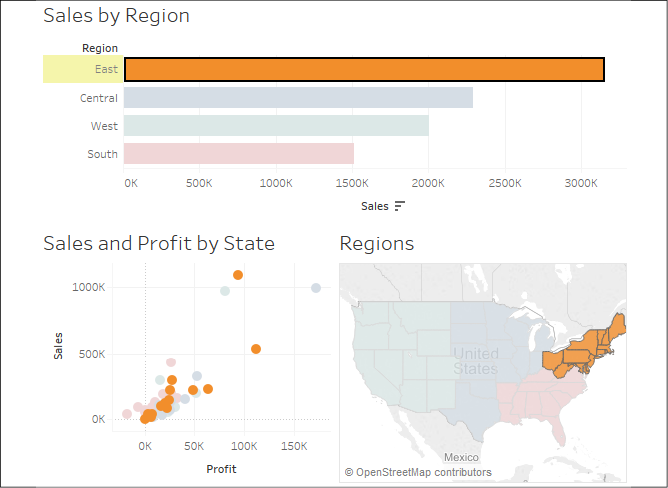 Sales by Region
Region
East
Central
West
South
0K 500K 1000K 1500K 2000K 2500K 3000K
Sales
Sales and Profit by State
Regions
1000K
500K
0K
Sales
0K 50K 100K 150K
Profit
United
States
Mexico
© OpenStreetMap contributors